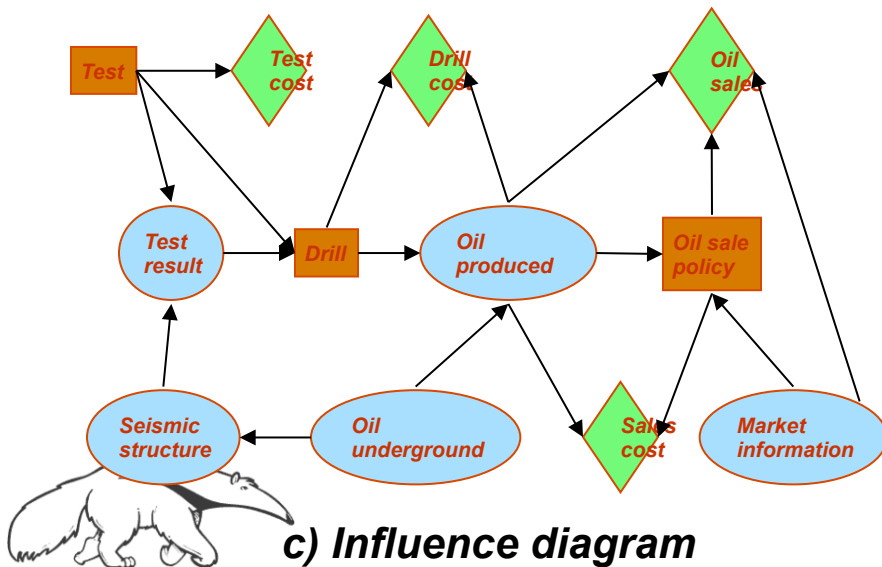 Test
Test
cost
Drill
cost
Oil
sales
Test
result
Drill
Oil
produced
Oil sale
policy
Seismic
structure
Oil
underground
Sales
cost
Market
information
c) Influence diagram